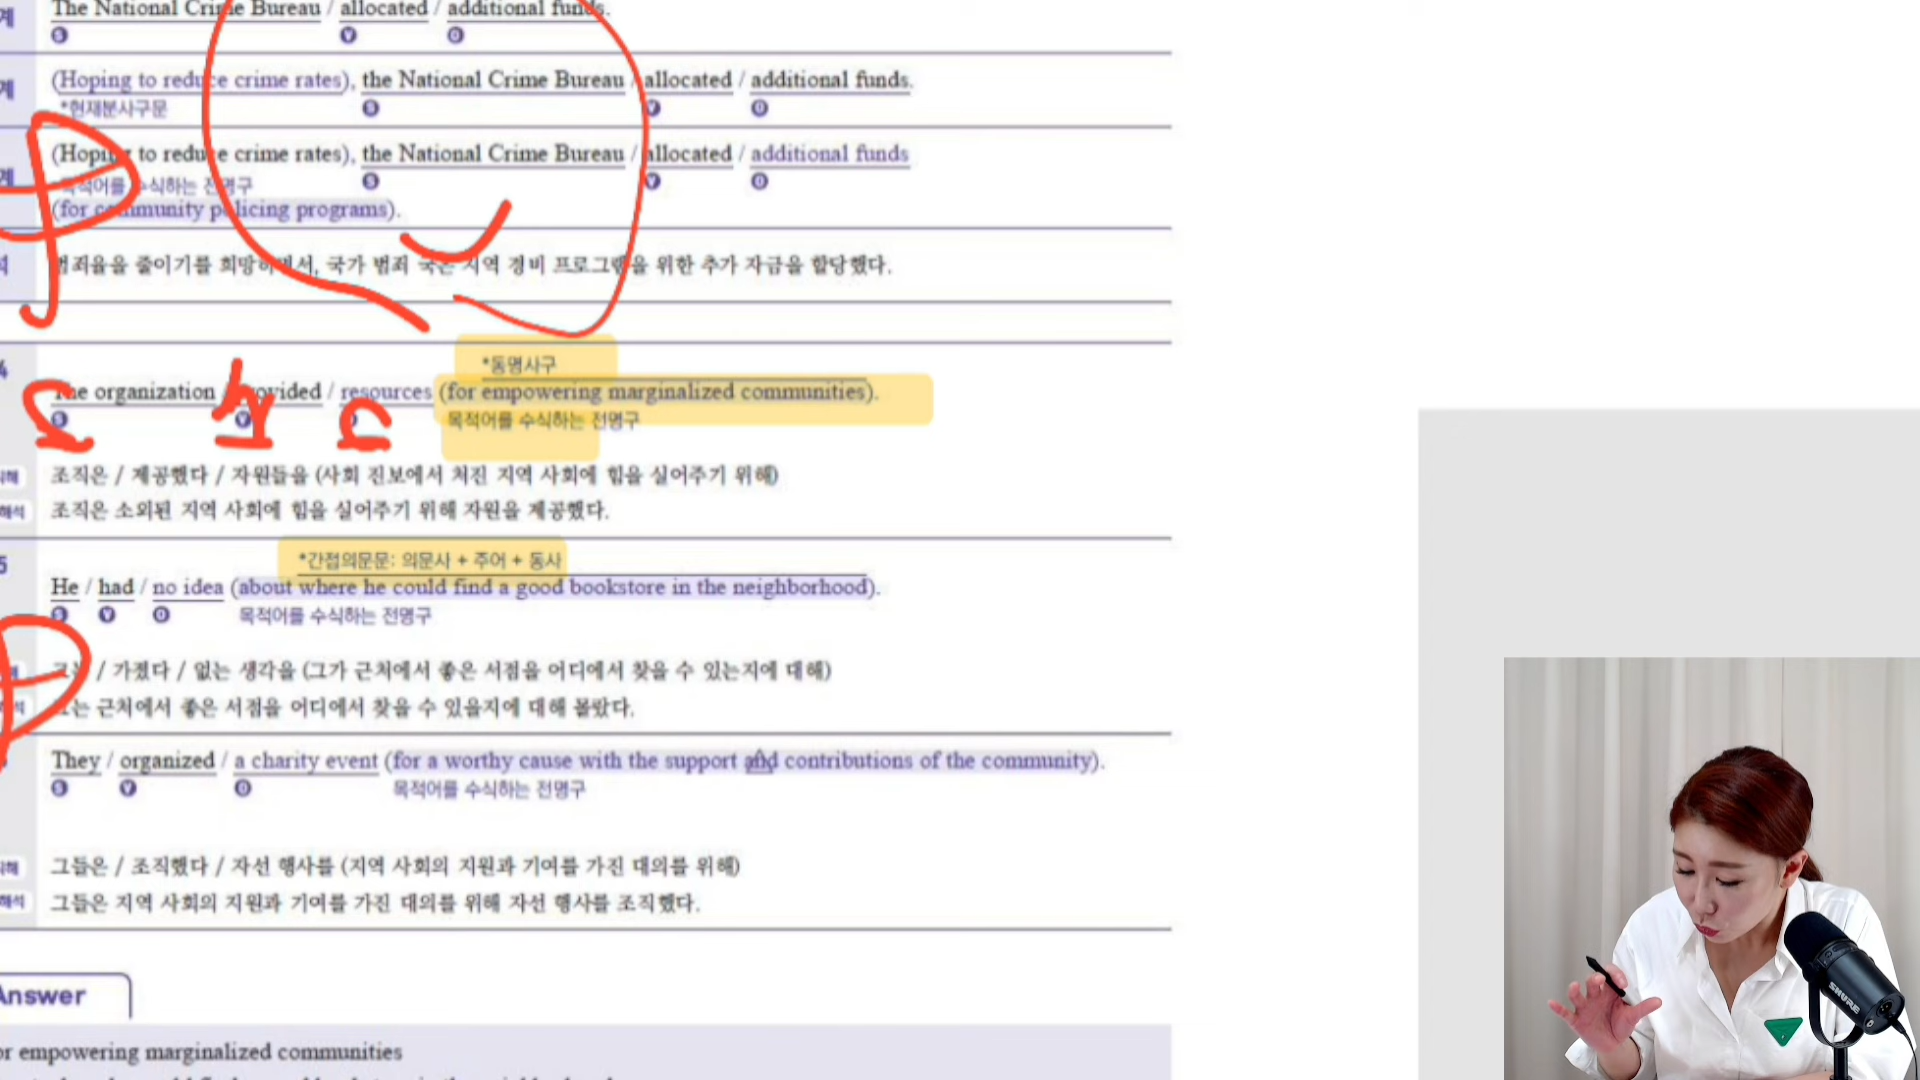 The National Crime Bureau / allocated / additional funds.
S V O
(Hoping to reduce crime rates), the National Crime Bureau / allocated / additional funds.
*현재분사구문 S V O
(Hoping to reduce crime rates), the National Crime Bureau / allocated / additional funds
목적어를 수식하는 전명구 S V O
(for community policing programs).
범죄율을 줄이기를 희망하면서, 국가 범죄 국은 지역 경비 프로그램을 위한 추가 자금을 할당했다.
4
*동명사구
The organization / provided / resources (for empowering marginalized communities).
S V 목적어를 수식하는 전명구
조직은 / 제공했다 / 자원들을 (사회 진보에서 처진 지역 사회에 힘을 실어주기 위해)
조직은 소외된 지역 사회에 힘을 실어주기 위해 자원을 제공했다.
5
*간접의문문: 의문사 + 주어 + 동사
He / had / no idea (about where he could find a good bookstore in the neighborhood).
S V O 목적어를 수식하는 전명구
그는 / 가졌다 / 없는 생각을 (그가 근처에서 좋은 서점을 어디에서 찾을 수 있는지에 대해)
그는 근처에서 좋은 서점을 어디에서 찾을 수 있을지에 대해 몰랐다.
They / organized / a charity event (for a worthy cause with the support and contributions of the community).
S V O 목적어를 수식하는 전명구
그들은 / 조직했다 / 자선 행사를 (지역 사회의 지원과 기여를 가진 대의를 위해)
그들은 지역 사회의 지원과 기여를 가진 대의를 위해 자선 행사를 조직했다.
Answer
or empowering marginalized communities
SHURE